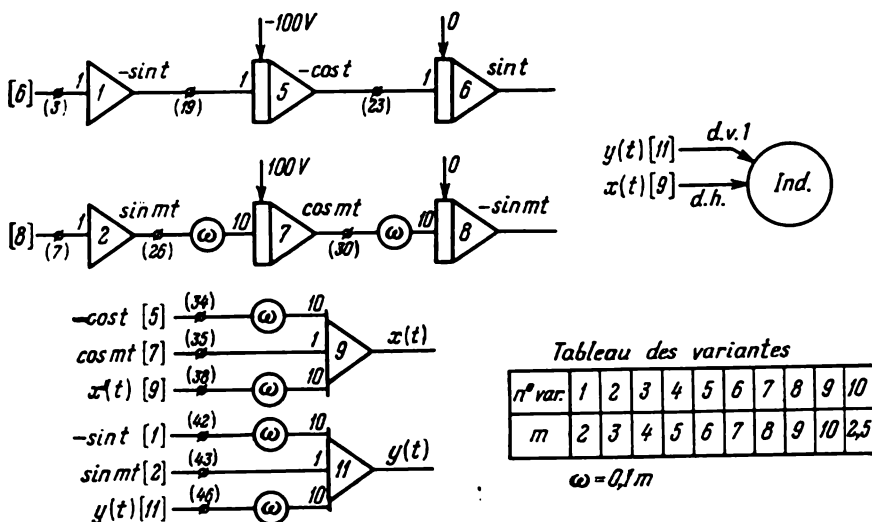 -100V 0
[6] 1 (3) 1 -sin t (19) 1 5 -cos t (23) 1 6 sin t
y(t) [11] d.v.1
x(t) [9] d.h. Ind.
100V 0
[8] 1 (7) 2 sin mt (26) ω 10 7 cos mt (30) ω 10 8 -sin mt
-cos t [5] (34) ω 10
cos mt [7] (35) 1 9 x(t)
x(t) [9] (38) ω 10
-sin t [1] (42) ω 10
sin mt [2] (43) 1 11 y(t)
y(t) [11] (46) ω 10
Tableau des variantes
n° var. 1 2 3 4 5 6 7 8 9 10
m 2 3 4 5 6 7 8 9 10 2,5
ω = 0,1 m